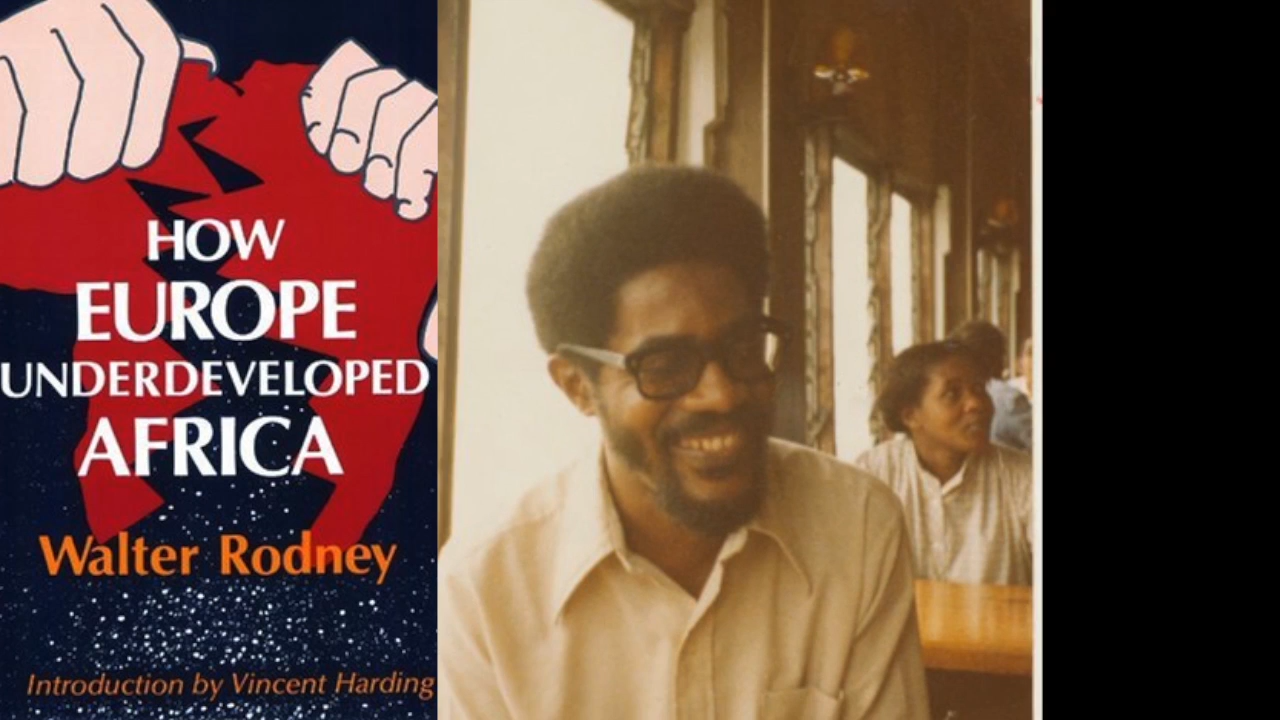 HOW
EUROPE
UNDERDEVELOPED
AFRICA
Walter Rodney
Introduction by Vincent Harding